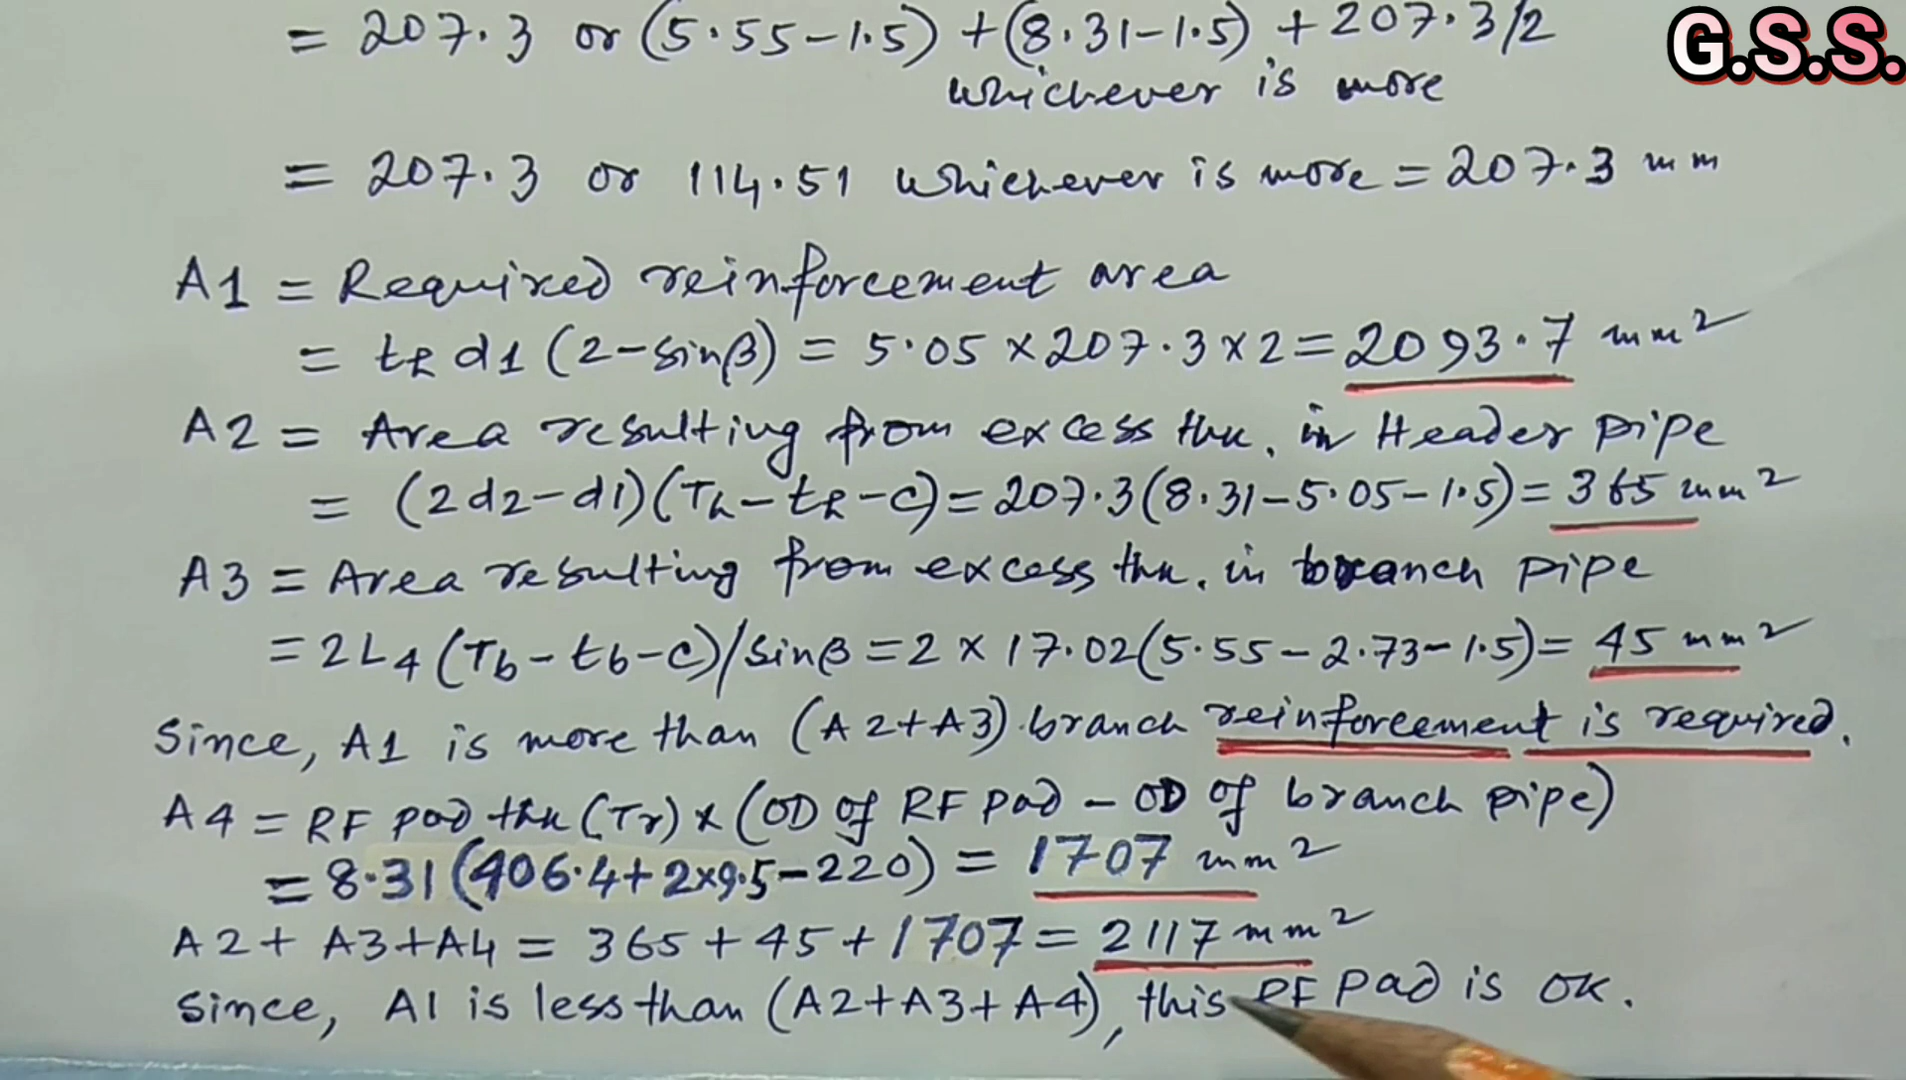 = 207.3 or (5.55-1.5) + (8.31-1.5) + 207.3/2
G.S.S.
whichever is more
= 207.3 or 114.51 whichever is more = 207.3 mm
A1 = Required reinforcement area
= th d1 (2-sinβ) = 5.05 × 207.3 × 2 = 2093.7 mm²
A2 = Area resulting from excess thk. in Header pipe
= (2d2-d1)(Th-th-c) = 207.3(8.31-5.05-1.5) = 365 mm²
A3 = Area resulting from excess thk. in branch pipe
= 2L4 (Tb-tb-c)/sinβ = 2 × 17.02(5.55-2.73-1.5) = 45 mm²
Since, A1 is more than (A2+A3) branch reinforcement is required.
A4 = RF pad thk (Tr) × (OD of RF pad - OD of branch pipe)
= 8.31 (406.4 + 2×9.5-220) = 1707 mm²
A2 + A3 + A4 = 365 + 45 + 1707 = 2117 mm²
Since, A1 is less than (A2+A3+A4), this RF pad is OK.